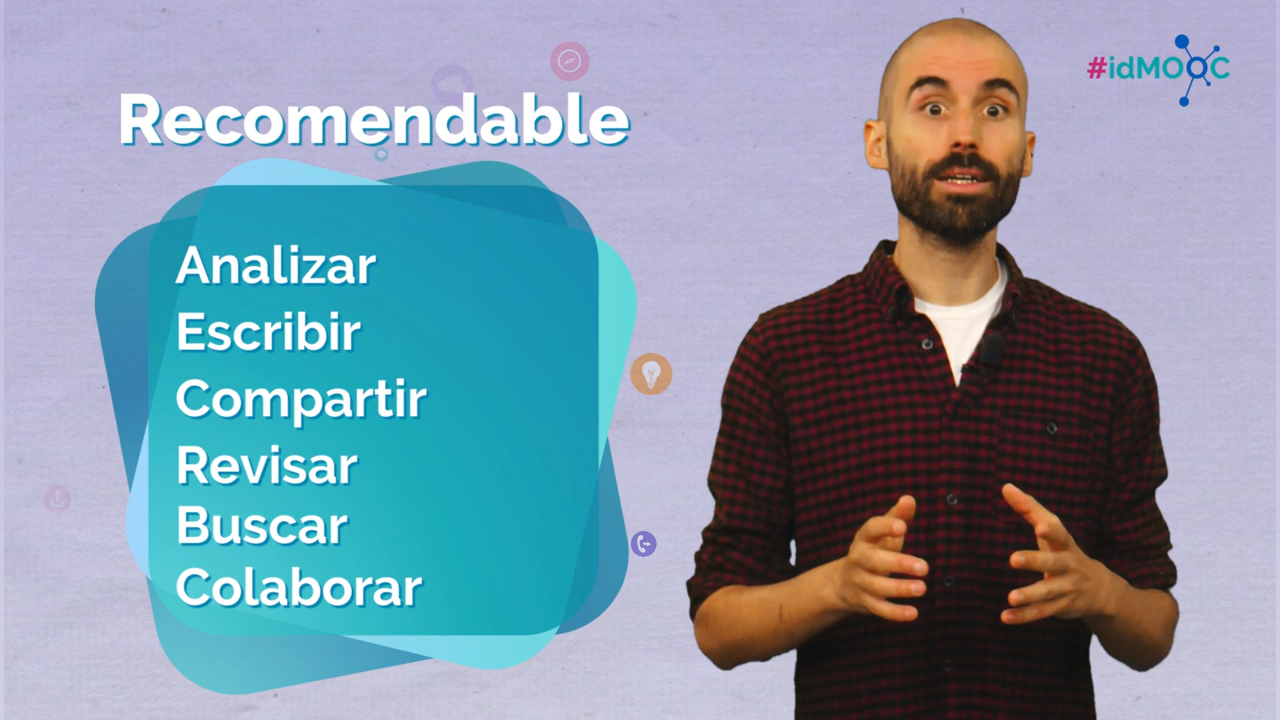 #idMOOC
Recomendable
Analizar
Escribir
Compartir
Revisar
Buscar
Colaborar